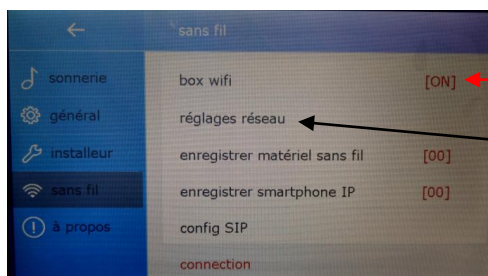 sans fil
sonnerie
général
installeur
sans fil
à propos
box wifi [ON]
réglages réseau
enregistrer matériel sans fil [00]
enregistrer smartphone IP [00]
config SIP
connection